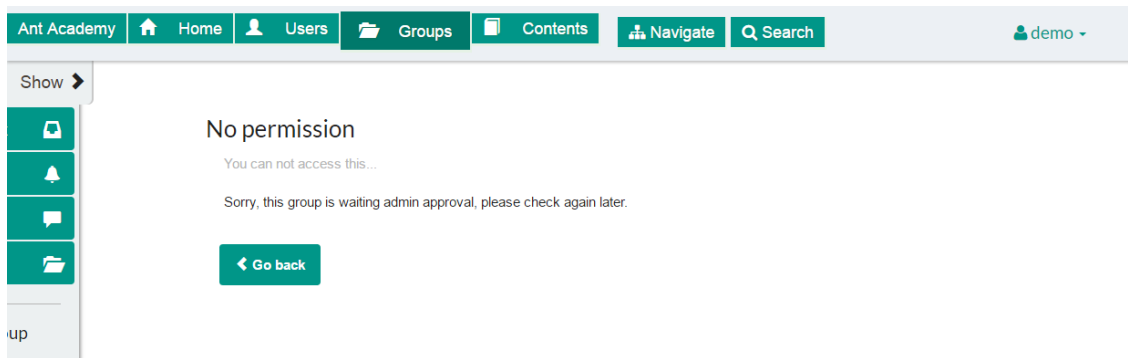 Ant Academy Home Users Groups Contents Navigate Search demo
Show
No permission
You can not access this...
Sorry, this group is waiting admin approval, please check again later.
Go back